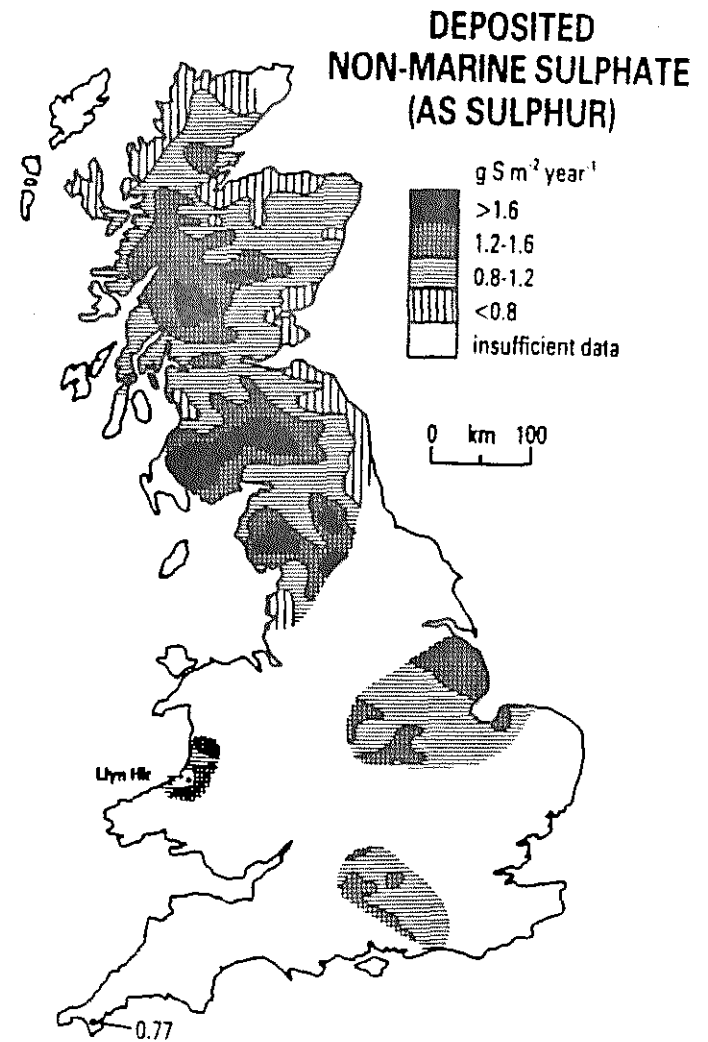 DEPOSITED
NON-MARINE SULPHATE
(AS SULPHUR)
g S m⁻² year⁻¹
>1.6
1.2-1.6
0.8-1.2
<0.8
insufficient data
0 km 100
Llyn Hir
0.77